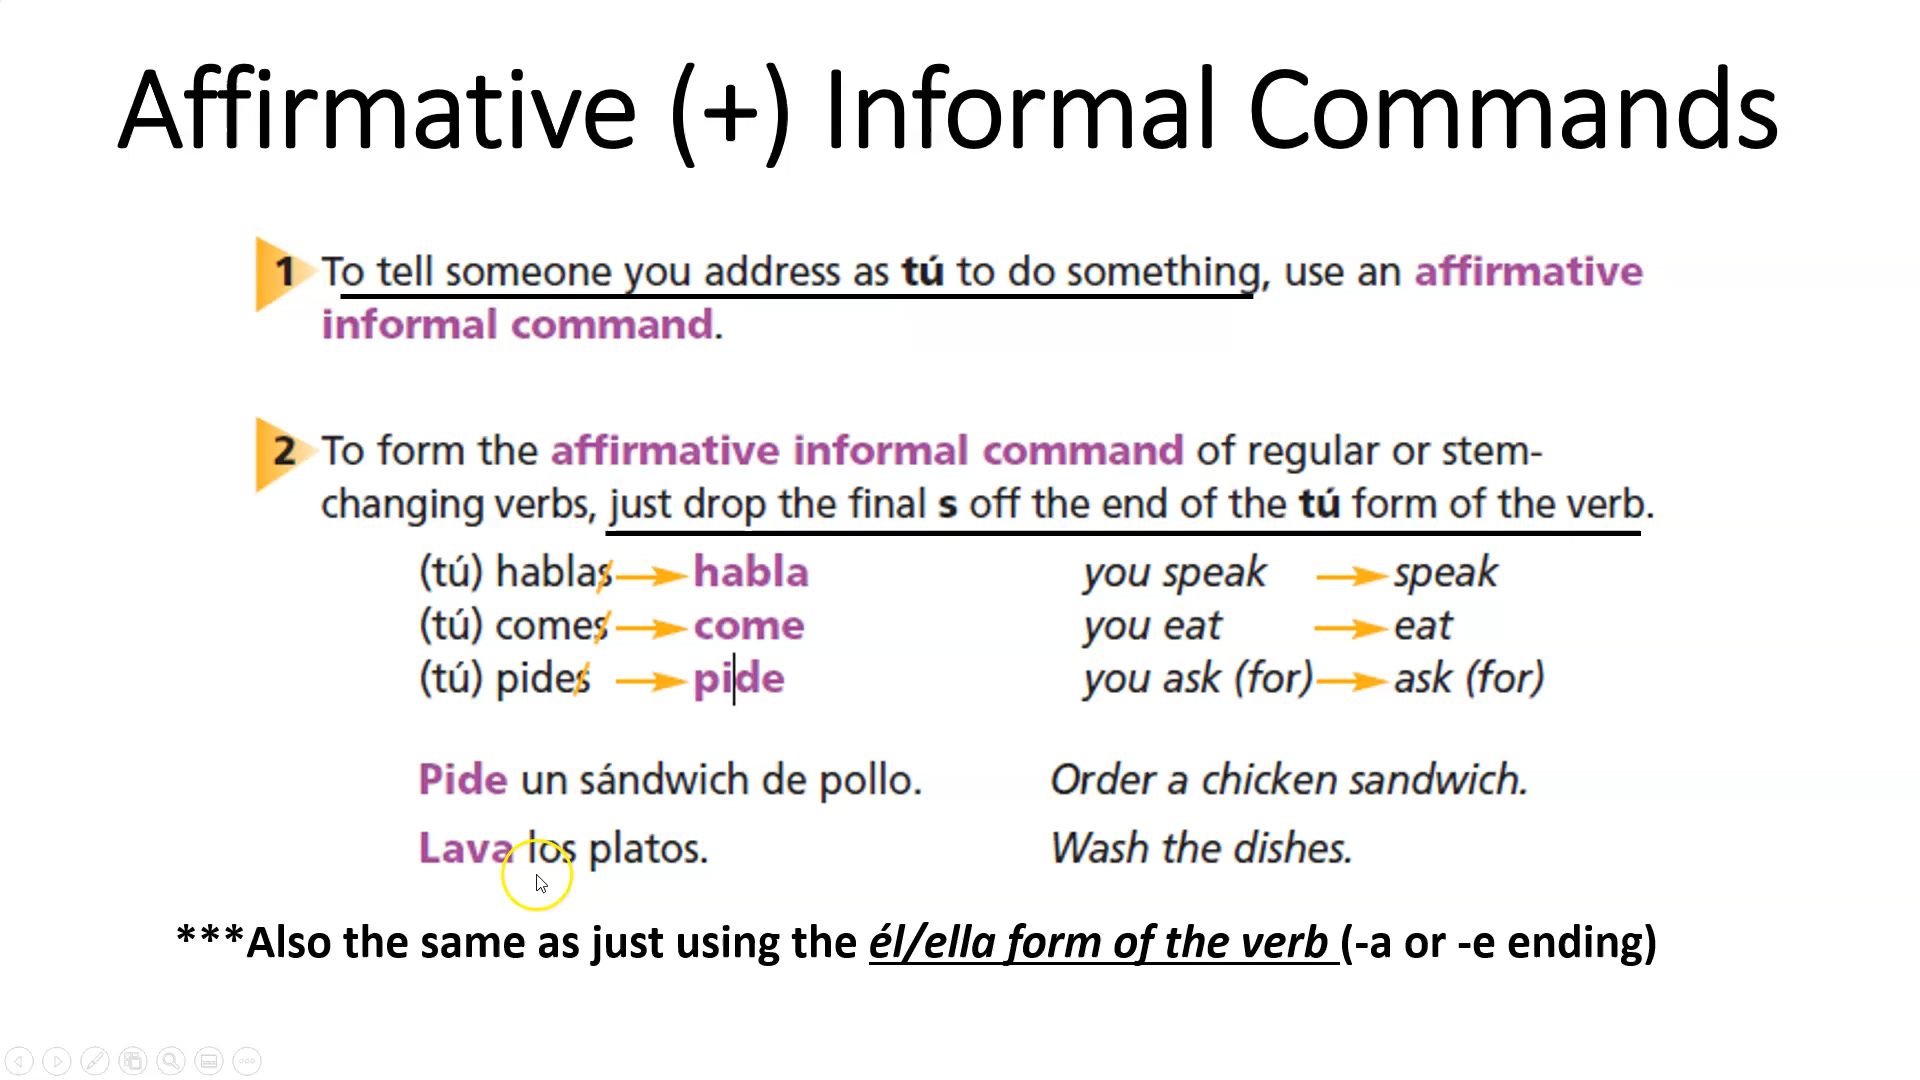 Affirmative (+) Informal Commands
1 To tell someone you address as tú to do something, use an affirmative
informal command.
2 To form the affirmative informal command of regular or stem-
changing verbs, just drop the final s off the end of the tú form of the verb.
(tú) hablas habla you speak speak
(tú) comes come you eat eat
(tú) pides pide you ask (for) ask (for)
Pide un sándwich de pollo. Order a chicken sandwich.
Lava los platos. Wash the dishes.
***Also the same as just using the él/ella form of the verb (-a or -e ending)